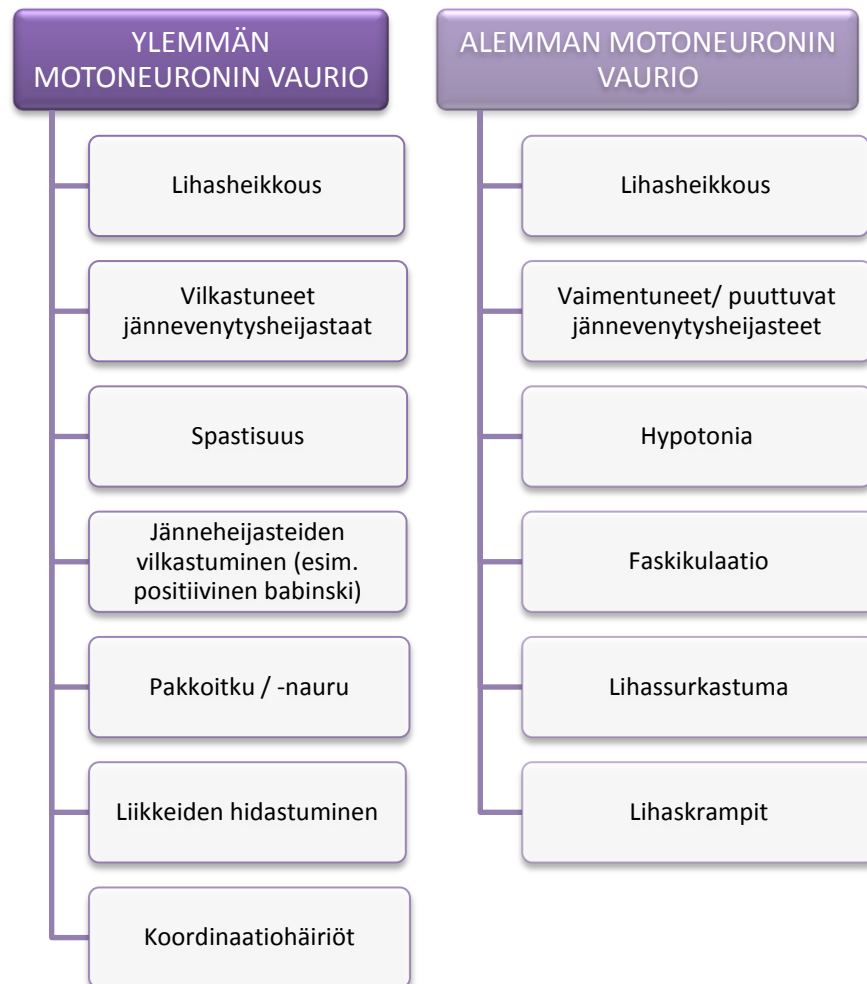 YLEMMÄN
MOTONEURONIN VAURIO
Lihasheikkous
Vilkastuneet
jännevenytysheijastaat
Spastisuus
Jänneheijasteiden
vilkastuminen (esim.
positiivinen babinski)
Pakkoitku / -nauru
Liikkeiden hidastuminen
Koordinaatiohäiriöt
ALEMMAN MOTONEURONIN
VAURIO
Lihasheikkous
Vaimentuneet/ puuttuvat
jännevenytysheijasteet
Hypotonia
Faskikulaatio
Lihassurkastuma
Lihaskrampit